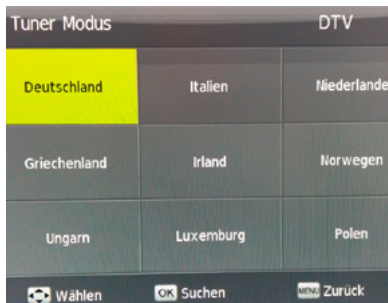 Tuner Modus DTV
Deutschland Italien Niederlande
Griechenland Irland Norwegen
Ungarn Luxemburg Polen
Wählen OK Suchen MENU Zurück